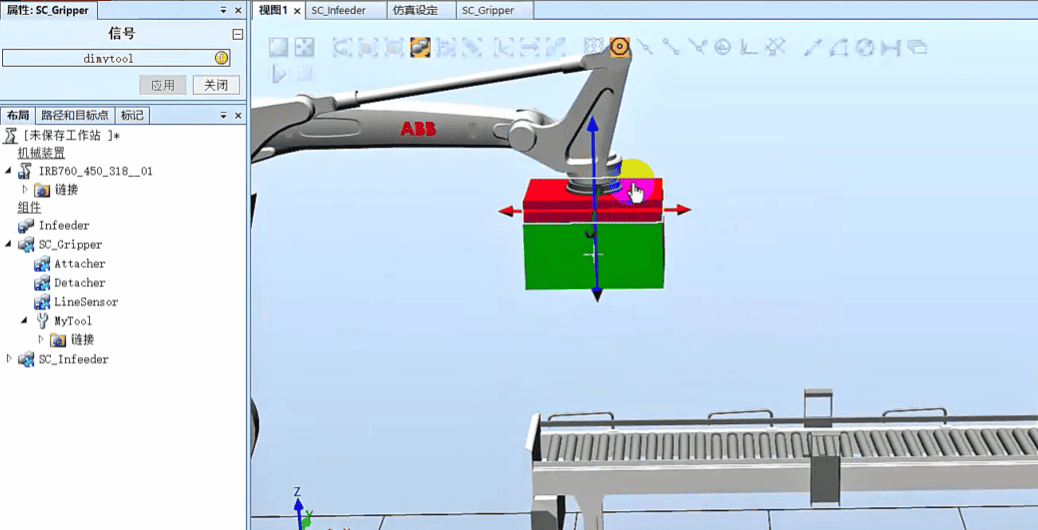 属性: SC_Gripper
信号
dimytool
应用
关闭
布局
路径和目标点
标记
[未保存工作站 ]*
机械装置
IRB760_450_318__01
链接
组件
Infeeder
SC_Gripper
Attacher
Detacher
LineSensor
MyTool
链接
SC_Infeeder
视图1
SC_Infeeder
仿真设定
SC_Gripper
ABB
Z
Y